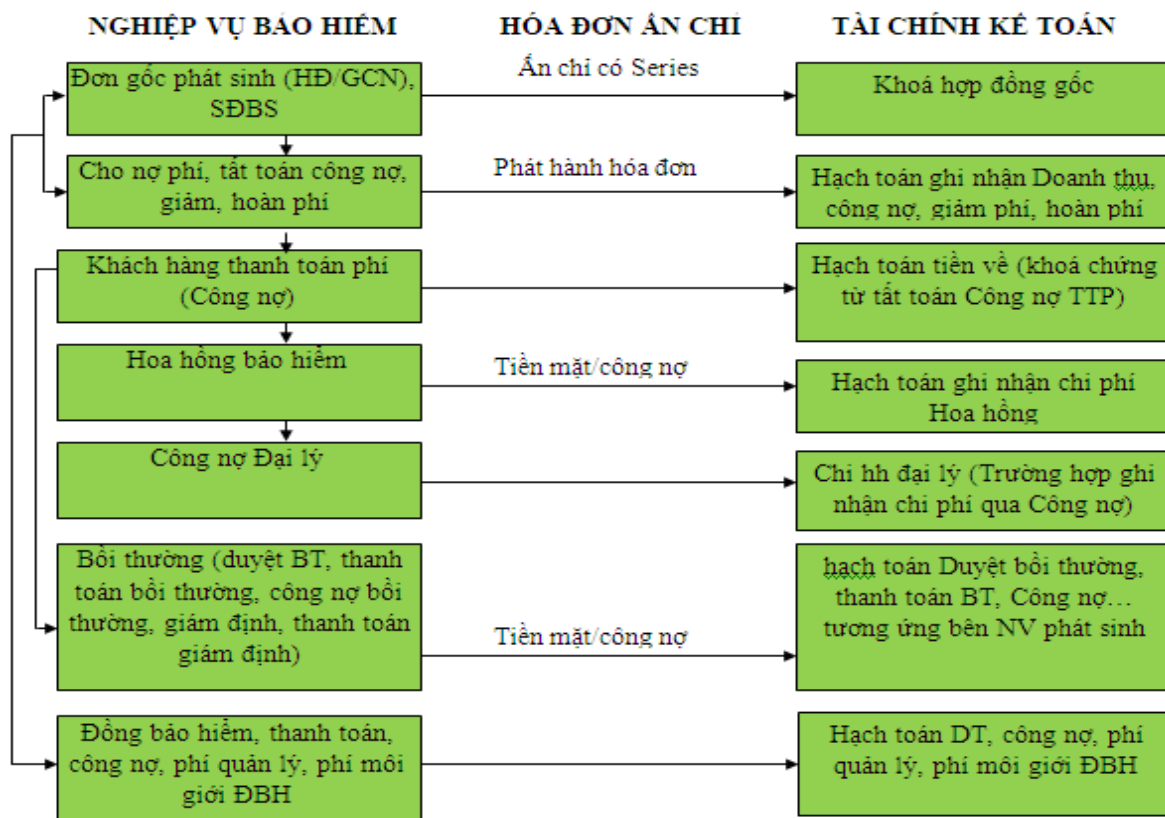 NGHIỆP VỤ BẢO HIỂM
HÓA ĐƠN ẤN CHỈ
TÀI CHÍNH KẾ TOÁN
Đơn gốc phát sinh (HĐ/GCN),
SĐBS
Ấn chỉ có Series
Khoá hợp đồng gốc
Cho nợ phí, tất toán công nợ,
giảm, hoàn phí
Phát hành hóa đơn
Hạch toán ghi nhận Doanh thu,
công nợ, giảm phí, hoàn phí
Khách hàng thanh toán phí
(Công nợ)
Hạch toán tiền về (khoá chứng
từ tất toán Công nợ TTP)
Hoa hồng bảo hiểm
Tiền mặt/công nợ
Hạch toán ghi nhận chi phí
Hoa hồng
Công nợ Đại lý
Chi hh đại lý (Trường hợp ghi
nhận chi phí qua Công nợ)
Bồi thường (duyệt BT, thanh
toán bồi thường, công nợ bồi
thường, giám định, thanh toán
giám định)
Tiền mặt/công nợ
hạch toán Duyệt bồi thường,
thanh toán BT, Công nợ…
tương ứng bên NV phát sinh
Đồng bảo hiểm, thanh toán,
công nợ, phí quản lý, phí môi
giới ĐBH
Hạch toán DT, công nợ, phí
quản lý, phí môi giới ĐBH